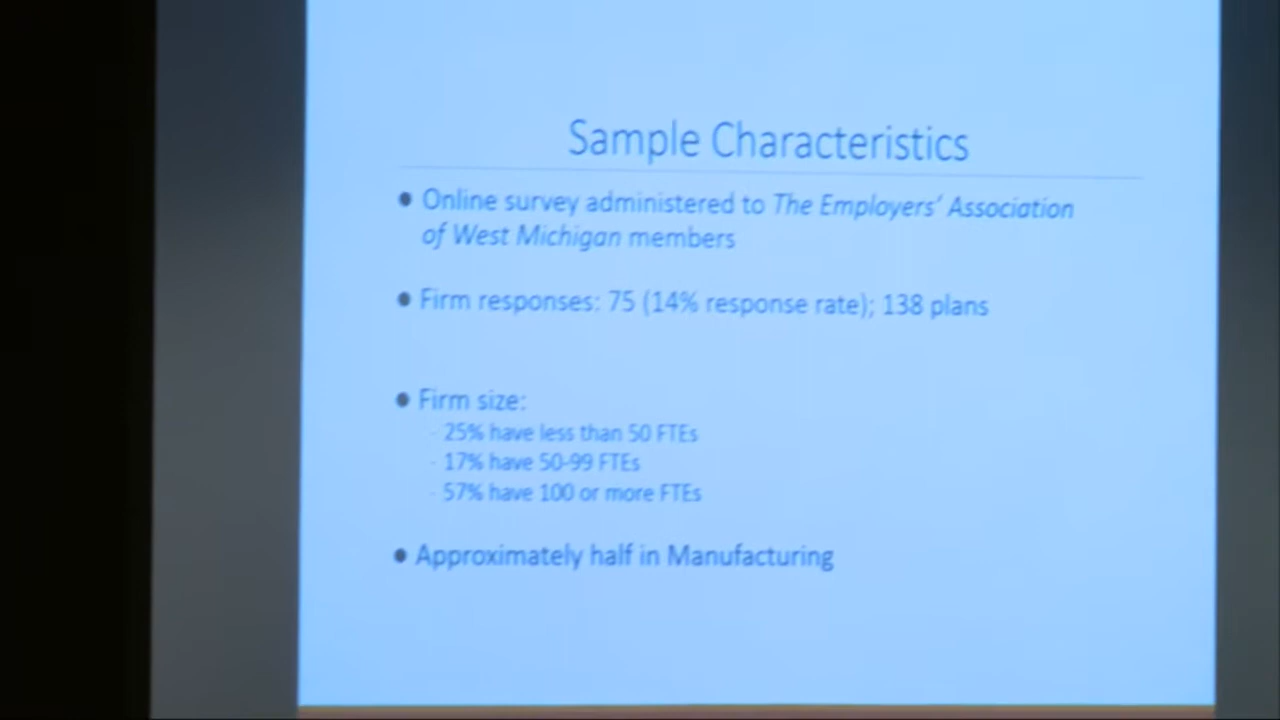 Sample Characteristics
● Online survey administered to The Employers' Association
of West Michigan members
● Firm responses: 75 (14% response rate); 138 plans
● Firm size:
- 25% have less than 50 FTEs
- 17% have 50-99 FTEs
- 57% have 100 or more FTEs
● Approximately half in Manufacturing